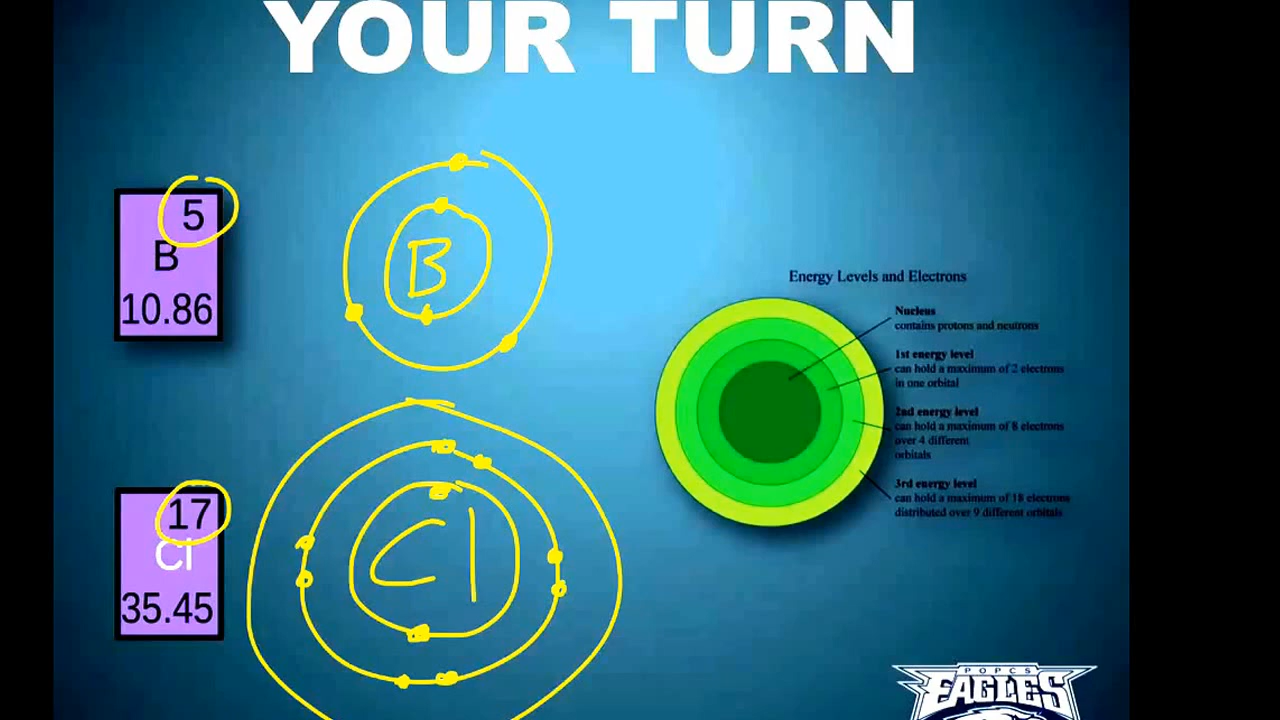 YOUR TURN
5
B
10.86
B
Energy Levels and Electrons
Nucleus
contains protons and neutrons
1st energy level
can hold a maximum of 2 electrons
in one orbital
2nd energy level
can hold a maximum of 8 electrons
over 4 different
orbitals
3rd energy level
can hold a maximum of 18 electrons
distributed over 9 different orbitals
17
Cl
35.45
Cl
POPCS
EAGLES